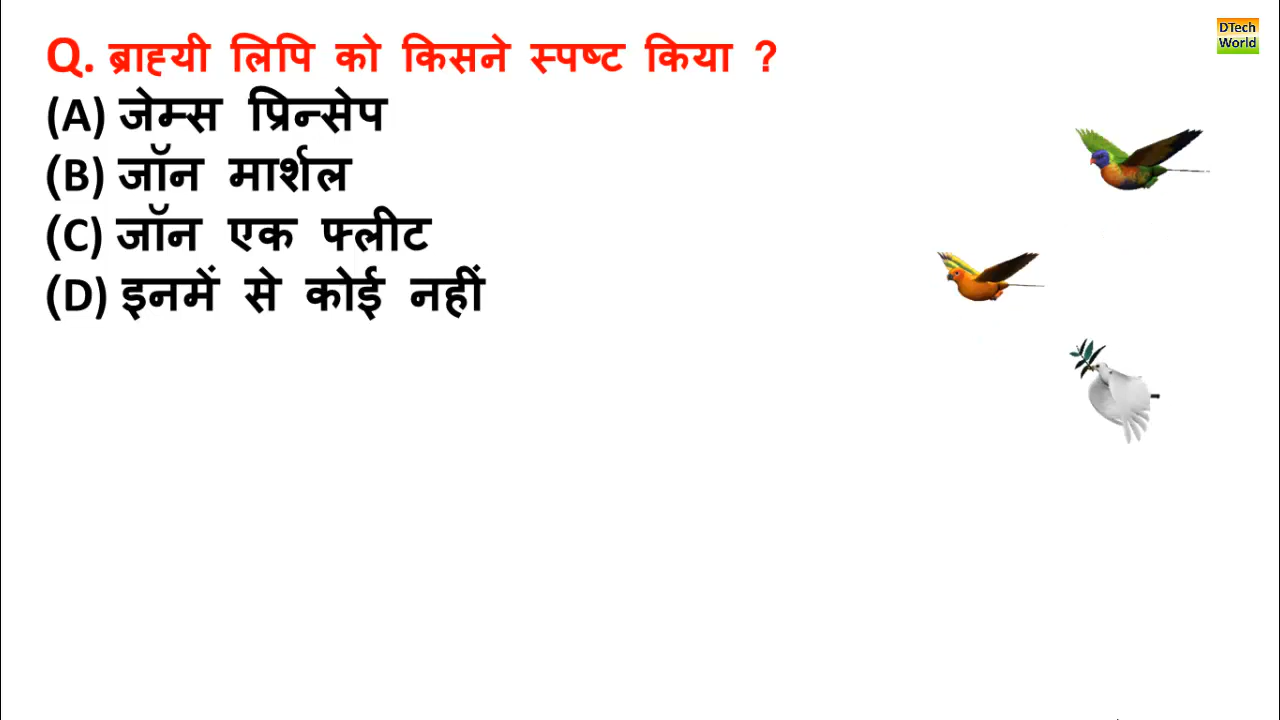 Q. ब्राह्यी लिपि को किसने स्पष्ट किया ?
(A) जेम्स प्रिन्सेप
(B) जॉन मार्शल
(C) जॉन एक फ्लीट
(D) इनमें से कोई नहीं
DTech
World